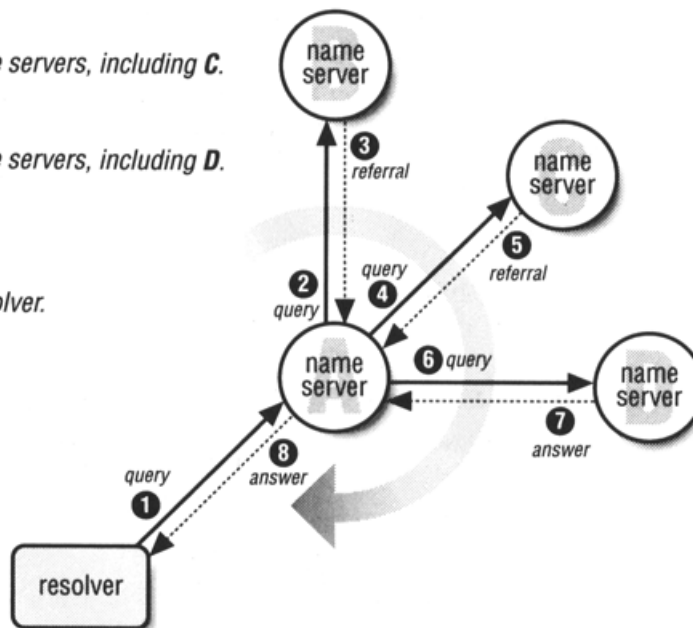 e servers, including C.
e servers, including D.
olver.
B
name
server
3
referral
C
name
server
5
referral
query
4
2
query
A
name
server
6 query
D
name
server
7
answer
8
answer
query
1
resolver